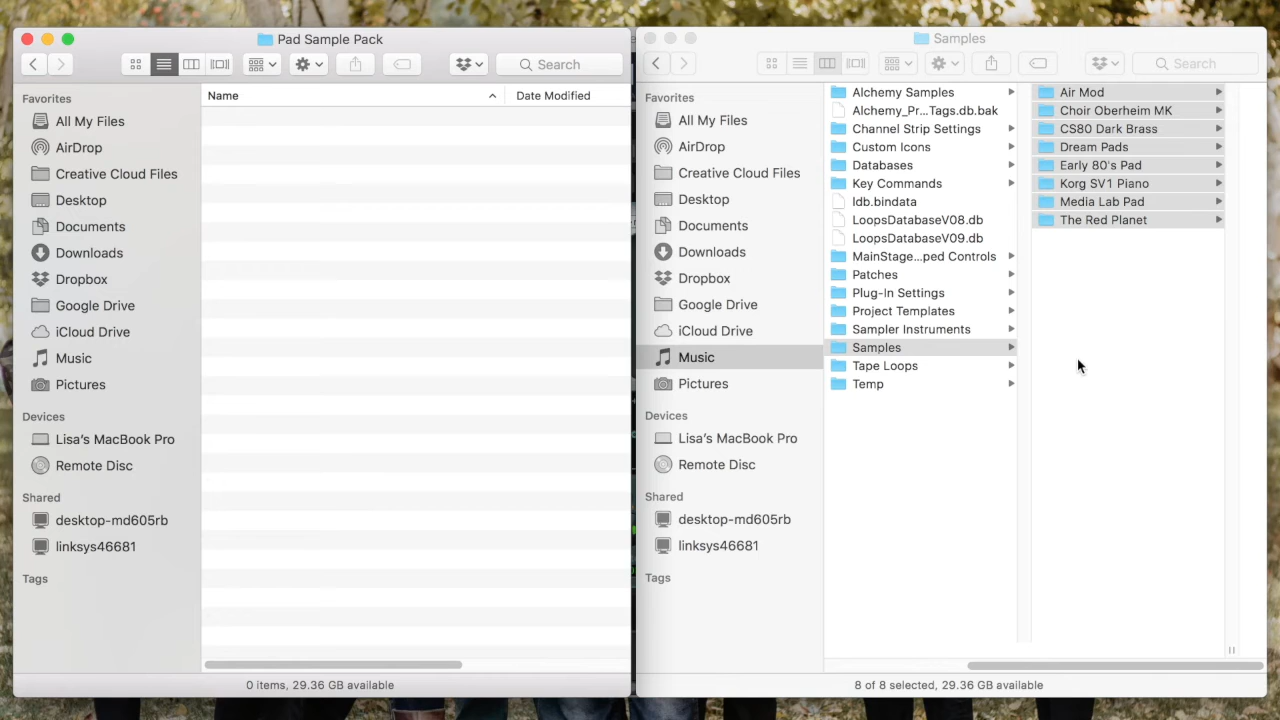 Pad Sample Pack
Search
Favorites
All My Files
AirDrop
Creative Cloud Files
Desktop
Documents
Downloads
Dropbox
Google Drive
iCloud Drive
Music
Pictures
Devices
Lisa's MacBook Pro
Remote Disc
Shared
desktop-md605rb
linksys46681
Tags
Name
Date Modified
0 items, 29.36 GB available
Samples
Search
Favorites
All My Files
AirDrop
Creative Cloud Files
Desktop
Documents
Downloads
Dropbox
Google Drive
iCloud Drive
Music
Pictures
Devices
Lisa's MacBook Pro
Remote Disc
Shared
desktop-md605rb
linksys46681
Tags
Alchemy Samples
Alchemy_Pr...Tags.db.bak
Channel Strip Settings
Custom Icons
Databases
Key Commands
ldb.bindata
LoopsDatabaseV08.db
LoopsDatabaseV09.db
MainStage...ped Controls
Patches
Plug-In Settings
Project Templates
Sampler Instruments
Samples
Tape Loops
Temp
Air Mod
Choir Oberheim MK
CS80 Dark Brass
Dream Pads
Early 80's Pad
Korg SV1 Piano
Media Lab Pad
The Red Planet
8 of 8 selected, 29.36 GB available